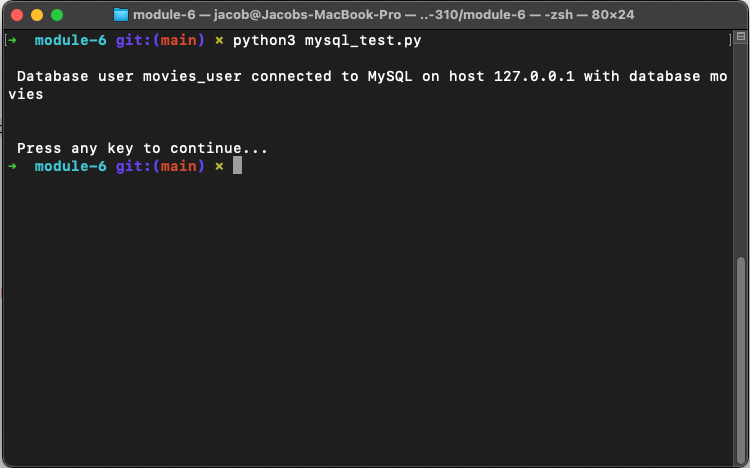 module-6 — jacob@Jacobs-MacBook-Pro — ..-310/module-6 — -zsh — 80×24
[➜  module-6 git:(main) × python3 mysql_test.py ]
Database user movies_user connected to MySQL on host 127.0.0.1 with database mo
vies
Press any key to continue...
➜  module-6 git:(main) ×